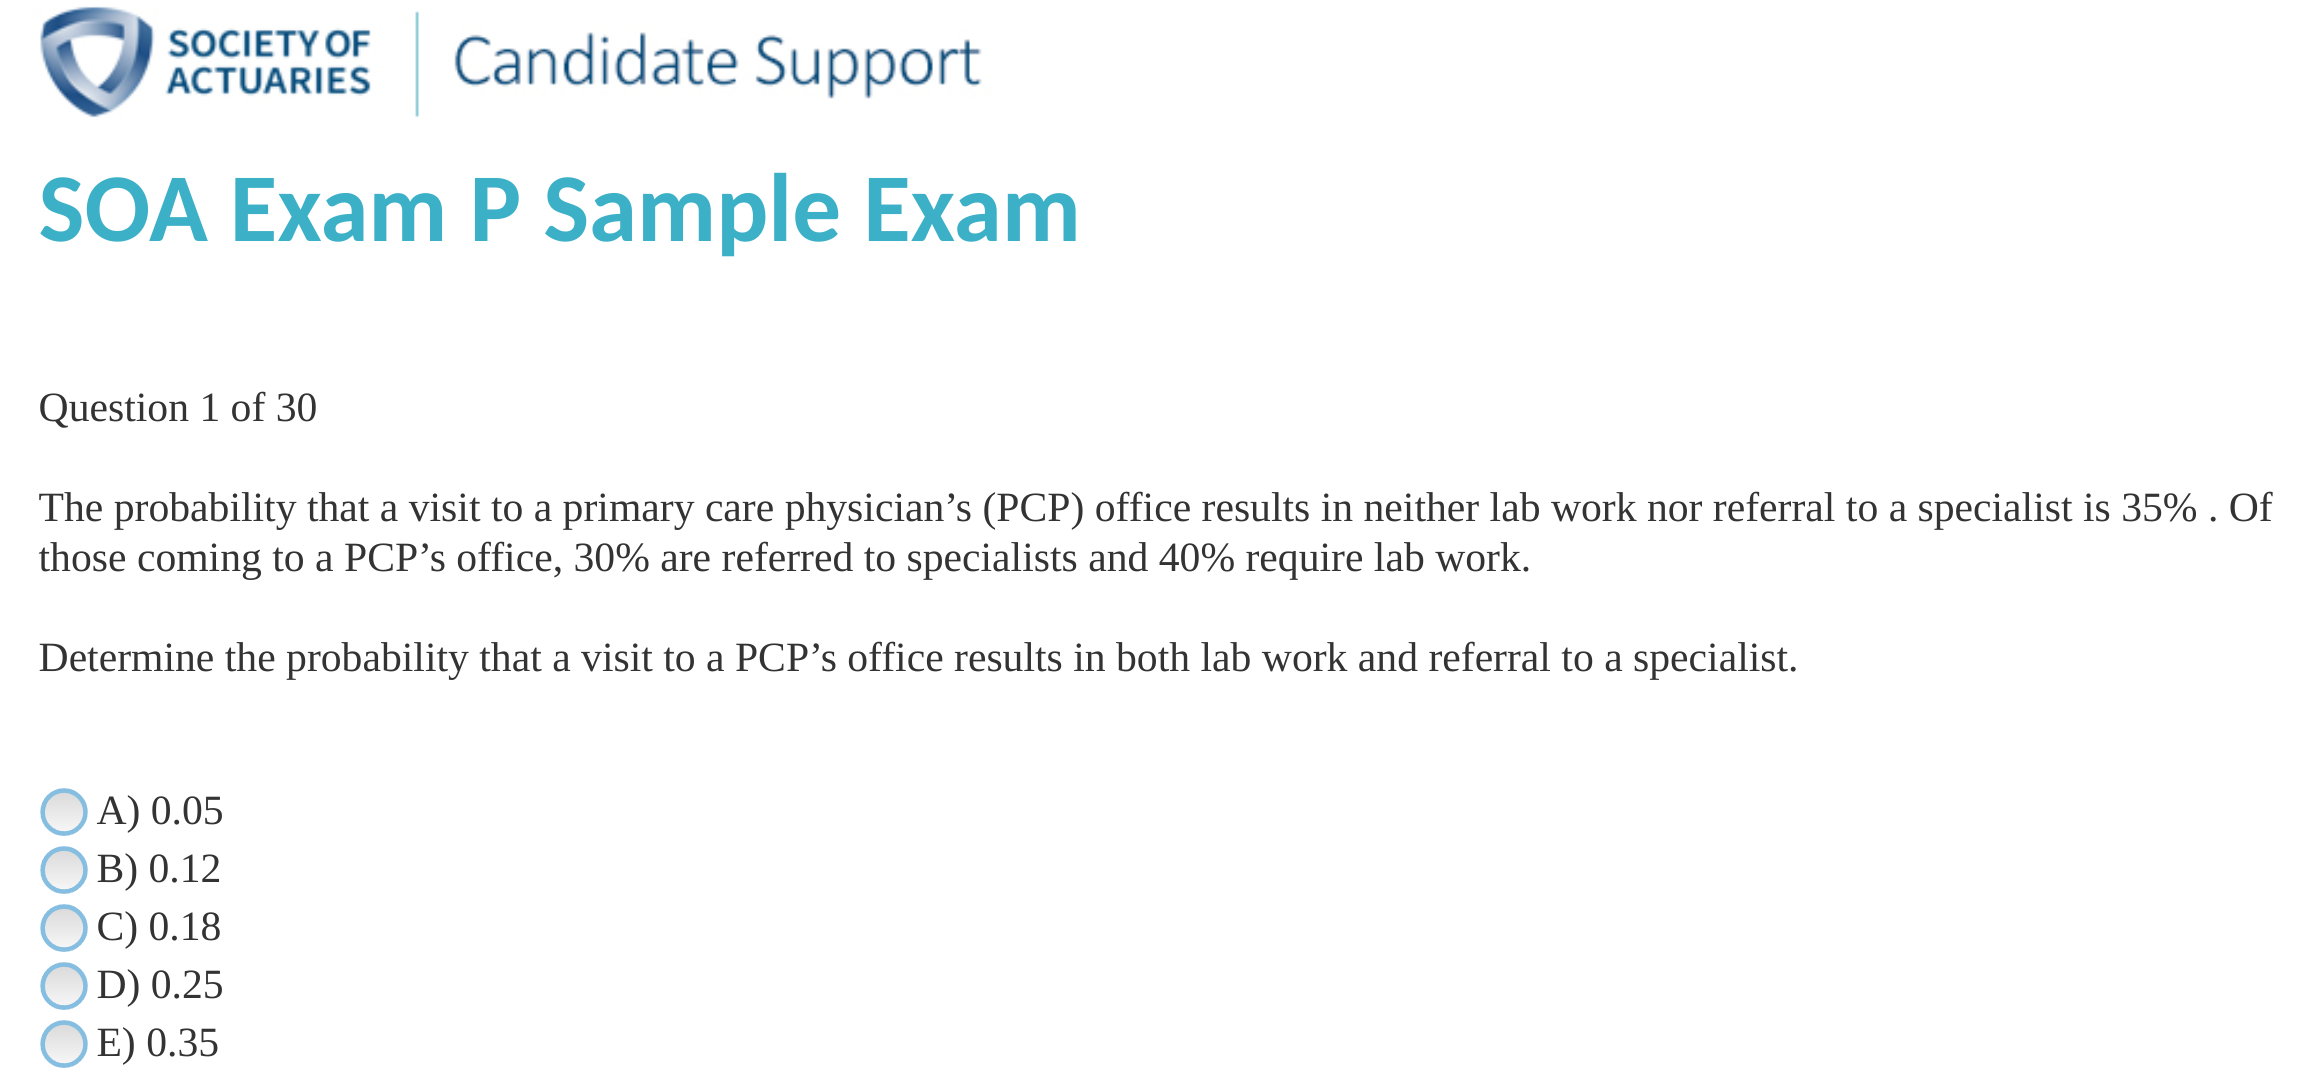 SOCIETY OF
ACTUARIES
Candidate Support
SOA Exam P Sample Exam
Question 1 of 30
The probability that a visit to a primary care physician’s (PCP) office results in neither lab work nor referral to a specialist is 35% . Of
those coming to a PCP’s office, 30% are referred to specialists and 40% require lab work.
Determine the probability that a visit to a PCP’s office results in both lab work and referral to a specialist.
A) 0.05
B) 0.12
C) 0.18
D) 0.25
E) 0.35